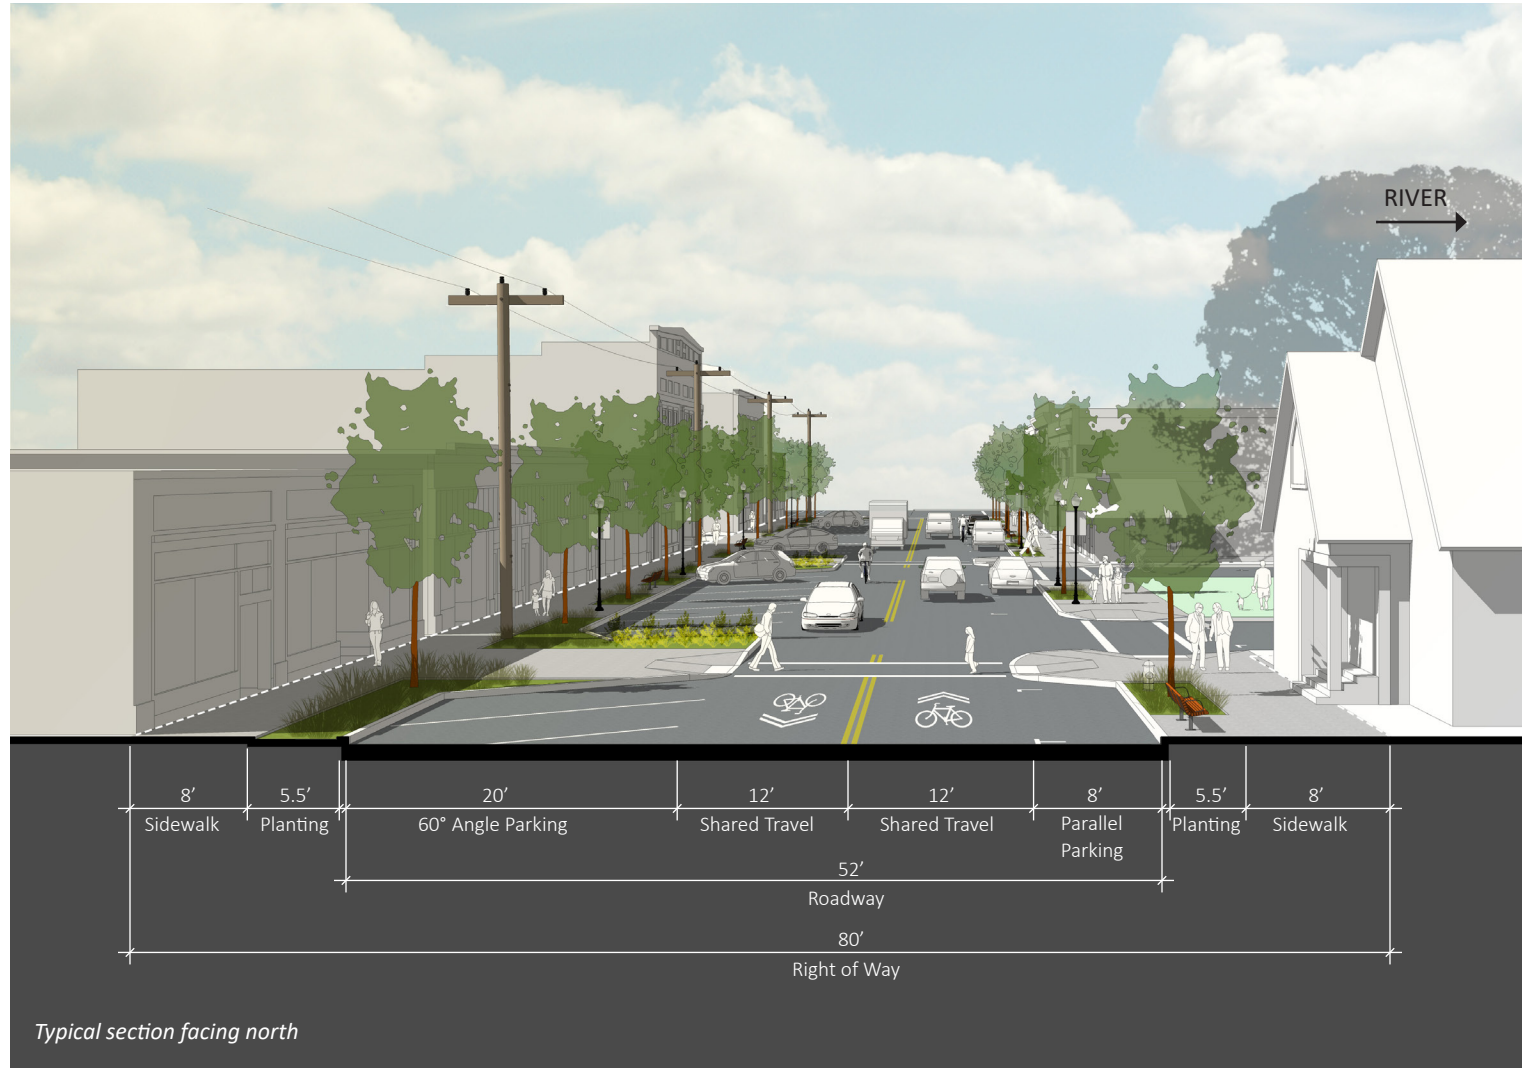 RIVER
8’ 5.5’ 20’ 12’ 12’ 8’ 5.5’ 8’
Sidewalk Planting 60° Angle Parking Shared Travel Shared Travel Parallel Planting Sidewalk
Parking
52’
Roadway
80’
Right of Way
Typical section facing north